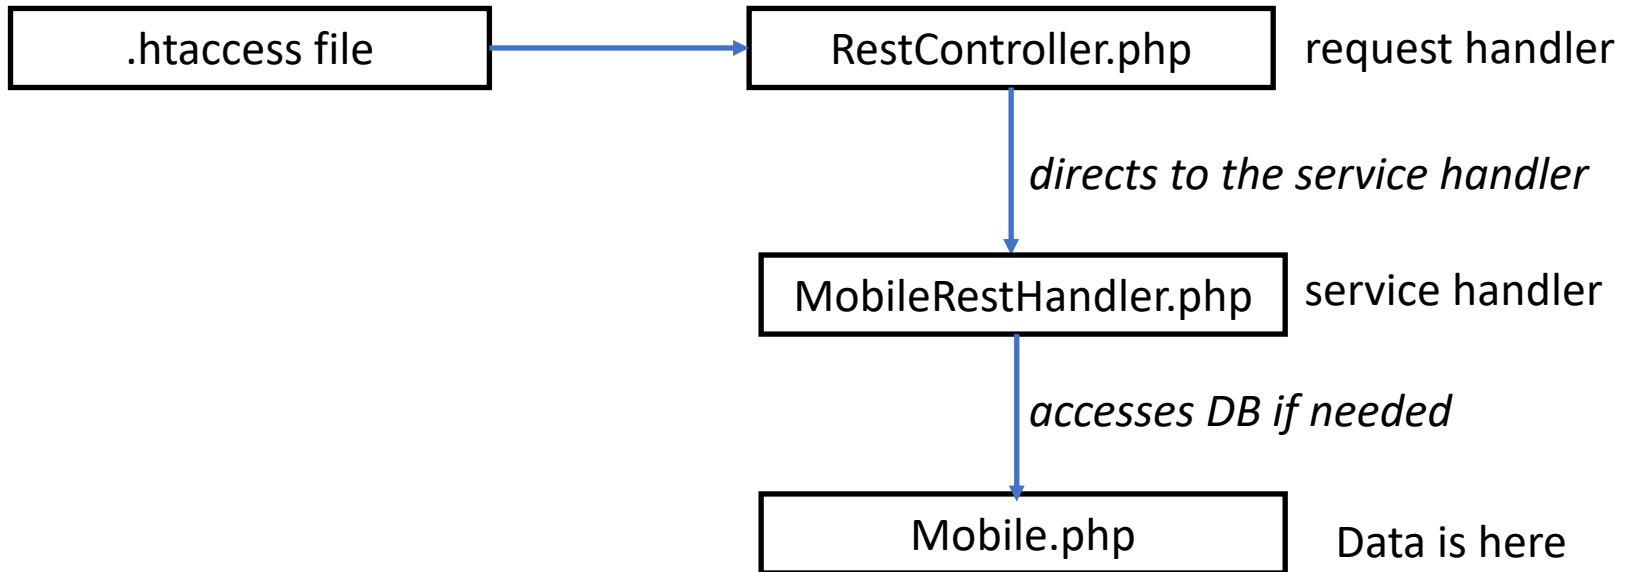 .htaccess file
RestController.php
request handler
directs to the service handler
MobileRestHandler.php
service handler
accesses DB if needed
Mobile.php
Data is here